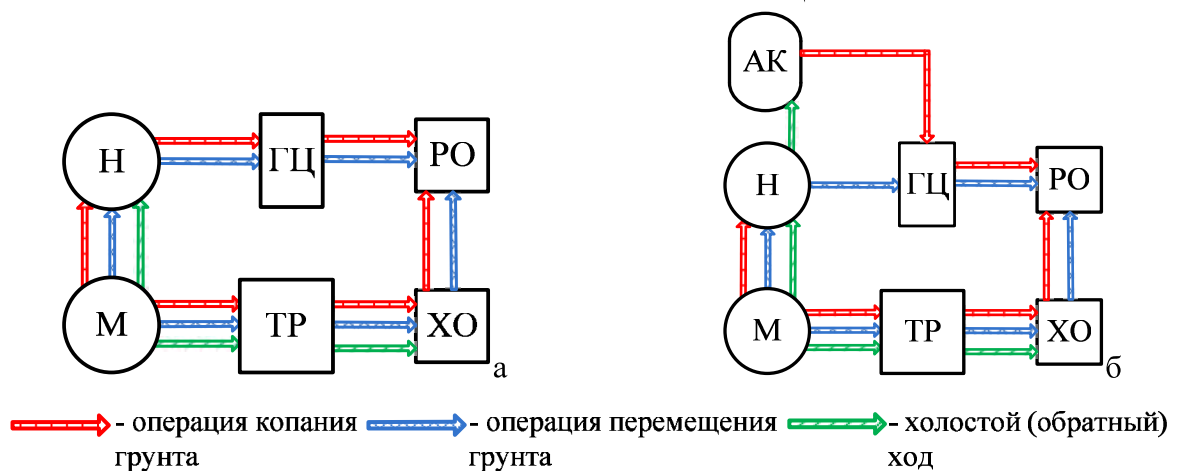 Н
ГЦ
РО
М
ТР
ХО
а
АК
Н
ГЦ
РО
М
ТР
ХО
б
- операция копания грунта
- операция перемещения грунта
- холостой (обратный) ход